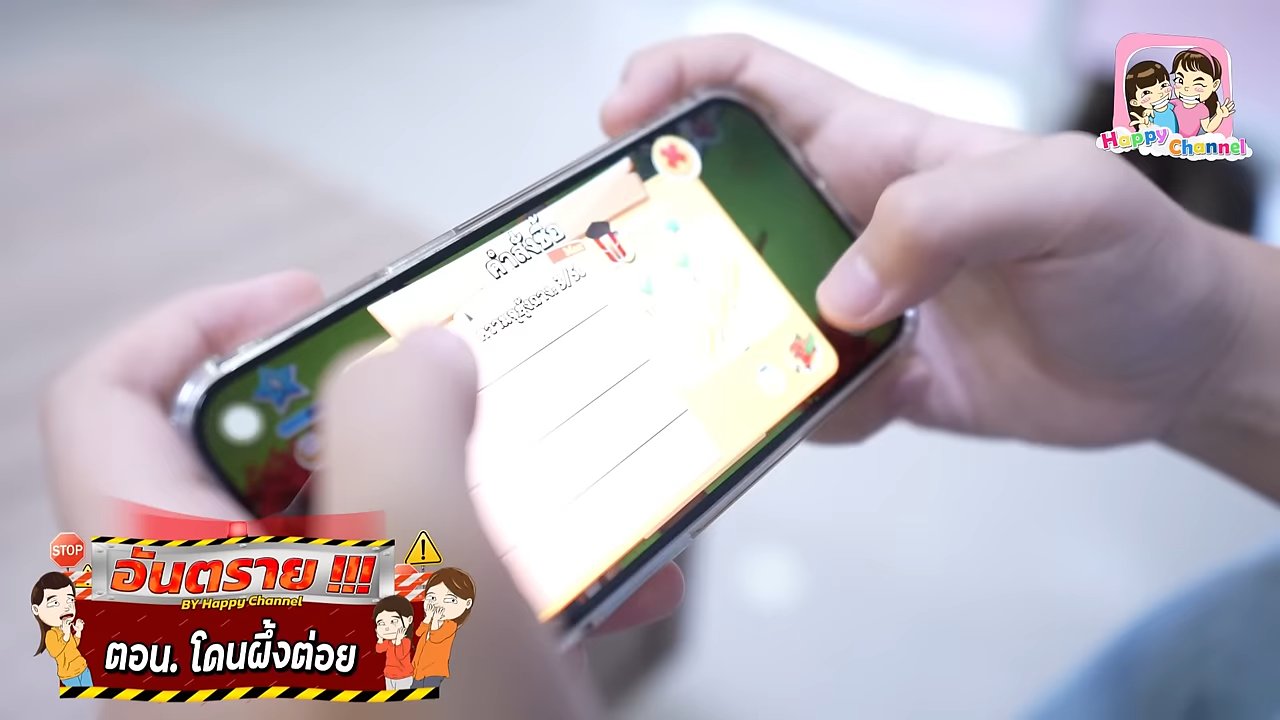 Happy
Channel
คำสั่งซื้อ
STOP
อันตราย !!!
BY Happy Channel
ตอน. โดนผึ้งต่อย